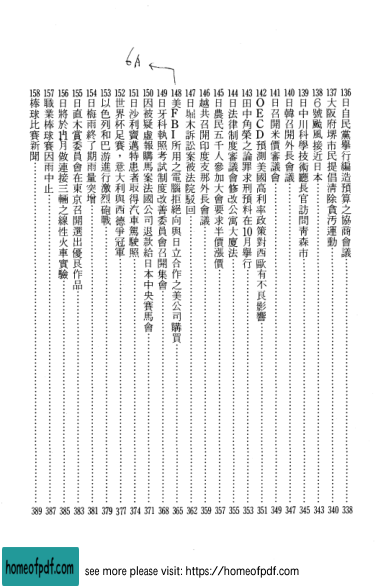 6A
136 日自民黨舉行編造預算之協商會議 338
137 大阪府堺市民提倡清除貪汚運動 340
138 6號颱風接近日本 343
139 日中川科學技術廳長官訪問青森市 345
140 日韓召開外長會議 347
141 日召開米價審議會 349
142 OECD預測美國高利率政策對西歐有不良影響 351
143 田中角榮之論罪求刑預料在10月舉行 353
144 日法律制度審議會修改公寓大廈法 355
145 日農民五千人參加大會要求半價漲價 357
146 越共召開印度支那外長會議 359
147 日堀木訴訟案被法院駁回 362
148 美FBI所用之電腦拒絕向與日立合作之美公司購買 365
149 日牙科執照考試制度改善委員會召開集會 368
150 因被疑虛報購馬案法國公司退款給日本中央賽馬會 371
151 日沙利竇邁特患者取得汽車駕駛照 374
152 世界杯足賽，意大利與西德爭冠軍 377
153 以色列和巴游進行激烈砲戰 379
154 日梅雨終了期雨量突增 381
155 日直木賞委員會在東京召開選出優良作品 383
156 日將於11月做連接三輛之線性火車實驗 385
157 職業棒球賽因雨中止 387
158 棒球比賽新聞 389
homeofpdf.com
see more please visit: https://homeofpdf.com